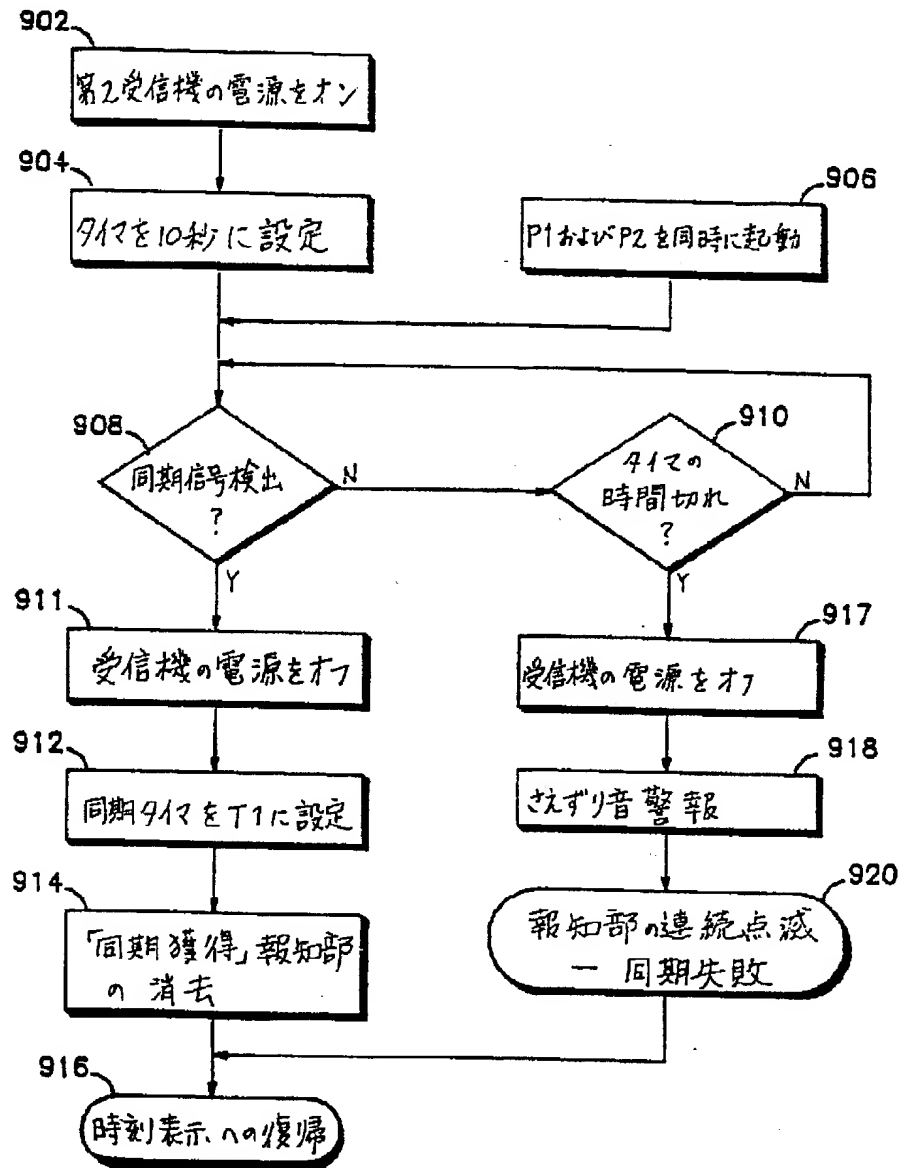 902
第2受信機の電源をオン
904
タイマを10秒に設定
906
P1およびP2を同時に起動
908
同期信号検出
?
N
Y
910
タイマの
時間切れ
?
N
Y
911
受信機の電源をオフ
912
同期タイマをT1に設定
914
「同期獲得」報知部
の消去
917
受信機の電源をオフ
918
さえずり音警報
920
報知部の連続点滅
― 同期失敗
916
時刻表示への復帰